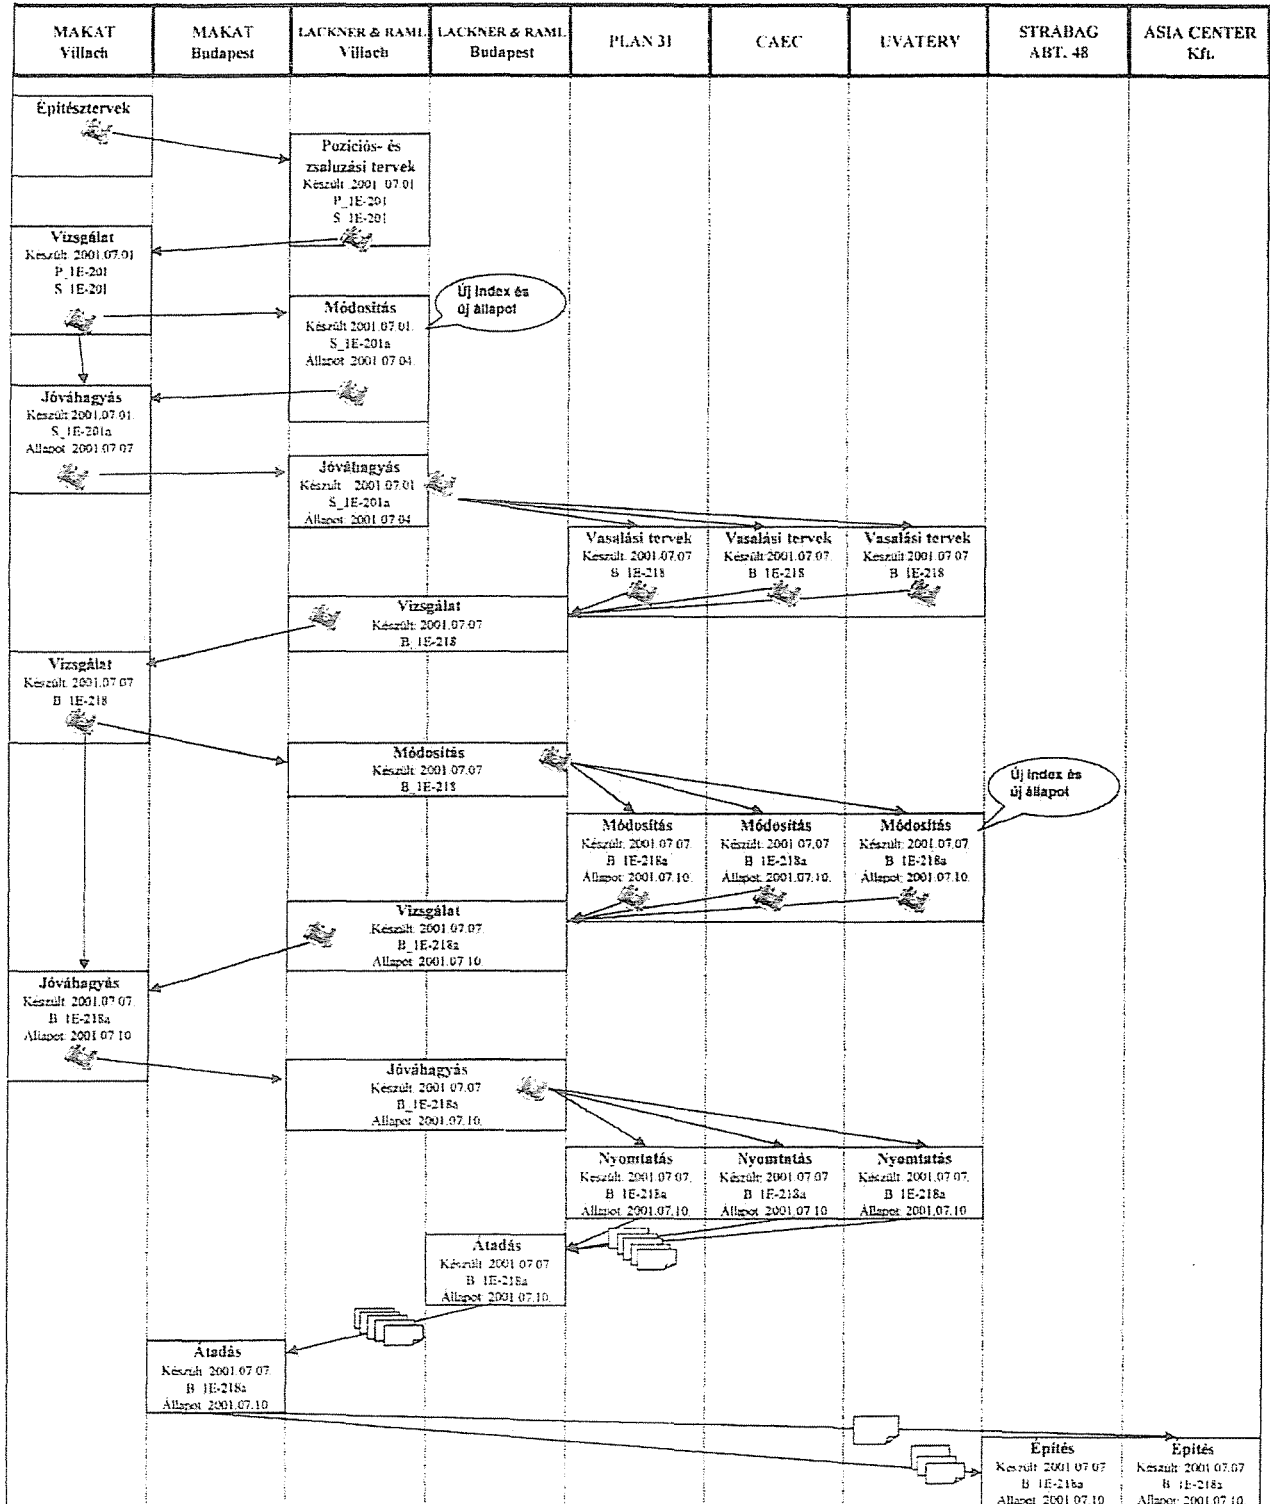 MAKAT
Villach
MAKAT
Budapest
LACKNER & RAML
Villach
LACKNER & RAML
Budapest
PLAN 31
CAEC
UVATERV
STRABAG
ABT. 48
ASIA CENTER
Kft.
Építésztervek
Pozíciós- és
zsaluzási tervek
Készült: 2001.07.01
P_1E-201
S_1E-201
Vizsgálat
Készült: 2001.07.01
P_1E-201
S_1E-201
Új index és
új állapot
Módosítás
Készült 2001.07.01.
S_1E-201a
Állapot 2001.07.04.
Jóváhagyás
Készült 2001.07.01.
S_1E-201a
Állapot 2001.07.07
Jóváhagyás
Készült 2001.07.01
S_1E-201a
Állapot: 2001.07.04
Vasalási tervek
Készült: 2001.07.07
B_1E-218
Vasalási tervek
Készült: 2001.07.07.
B_1E-218
Vasalási tervek
Készült: 2001.07.07
B_1E-218
Vizsgálat
Készült: 2001.07.07
B_1E-218
Vizsgálat
Készült: 2001.07.07
B_1E-218
Módosítás
Készült: 2001.07.07
B_1E-218
Új index és
új állapot
Módosítás
Készült: 2001.07.07.
B_1E-218a
Állapot: 2001.07.10.
Módosítás
Készült: 2001.07.07
B_1E-218a
Állapot: 2001.07.10.
Módosítás
Készült: 2001.07.07.
B_1E-218a
Állapot: 2001.07.10.
Vizsgálat
Készült: 2001.07.07.
B_1E-218a
Állapot: 2001.07.10.
Jóváhagyás
Készült: 2001.07.07.
B_1E-218a
Állapot: 2001.07.10
Jóváhagyás
Készült: 2001.07.07
B_1E-218a
Állapot: 2001.07.10.
Nyomtatás
Készült: 2001.07.07.
B_1E-218a
Állapot: 2001.07.10.
Nyomtatás
Készült: 2001.07.07
B_1E-218a
Állapot: 2001.07.10
Nyomtatás
Készült: 2001.07.07.
B_1E-218a
Állapot: 2001.07.10
Átadás
Készült: 2001.07.07
B_1E-218a
Állapot: 2001.07.10.
Átadás
Készült: 2001.07.07.
B_1E-218a
Állapot: 2001.07.10
Építés
Készült: 2001.07.07
B_1E-218a
Állapot: 2001.07.10
Építés
Készült: 2001.07.07
B_1E-218a
Állapot: 2001.07.10